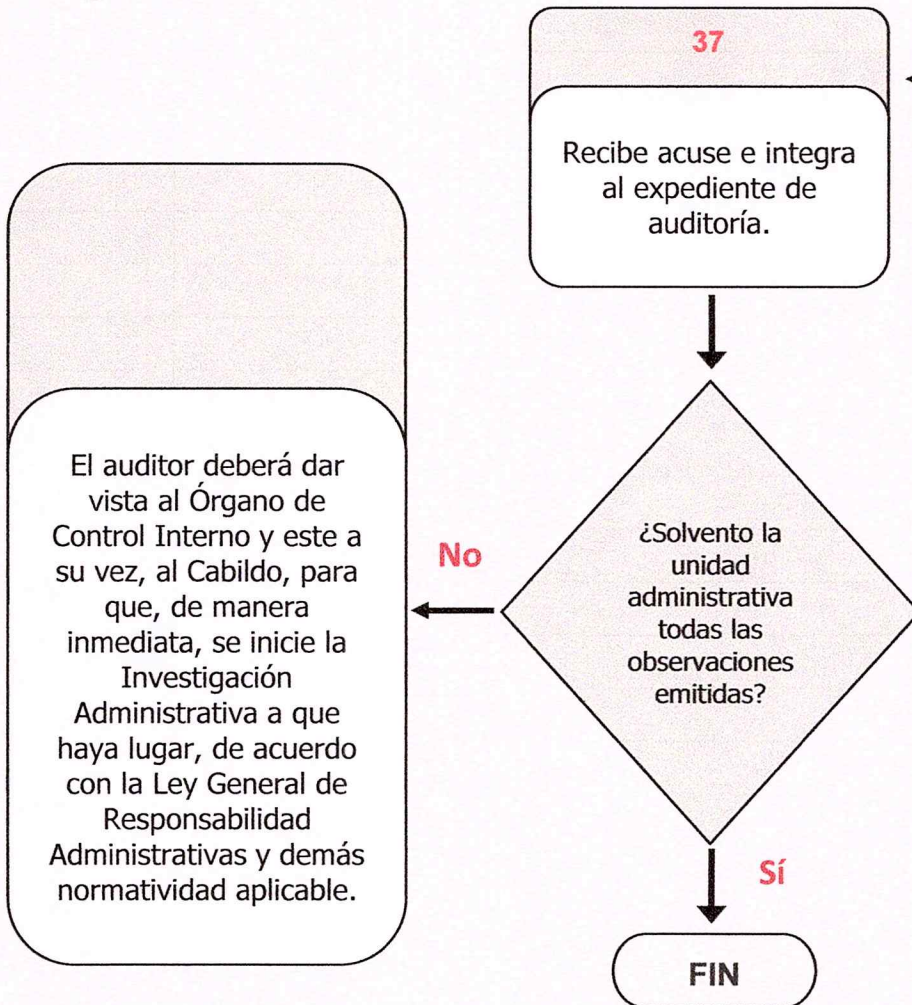 37
Recibe acuse e integra
al expediente de
auditoría.
¿Solvento la
unidad
administrativa
todas las
observaciones
emitidas?
No
El auditor deberá dar
vista al Órgano de
Control Interno y este a
su vez, al Cabildo, para
que, de manera
inmediata, se inicie la
Investigación
Administrativa a que
haya lugar, de acuerdo
con la Ley General de
Responsabilidad
Administrativas y demás
normatividad aplicable.
Sí
FIN